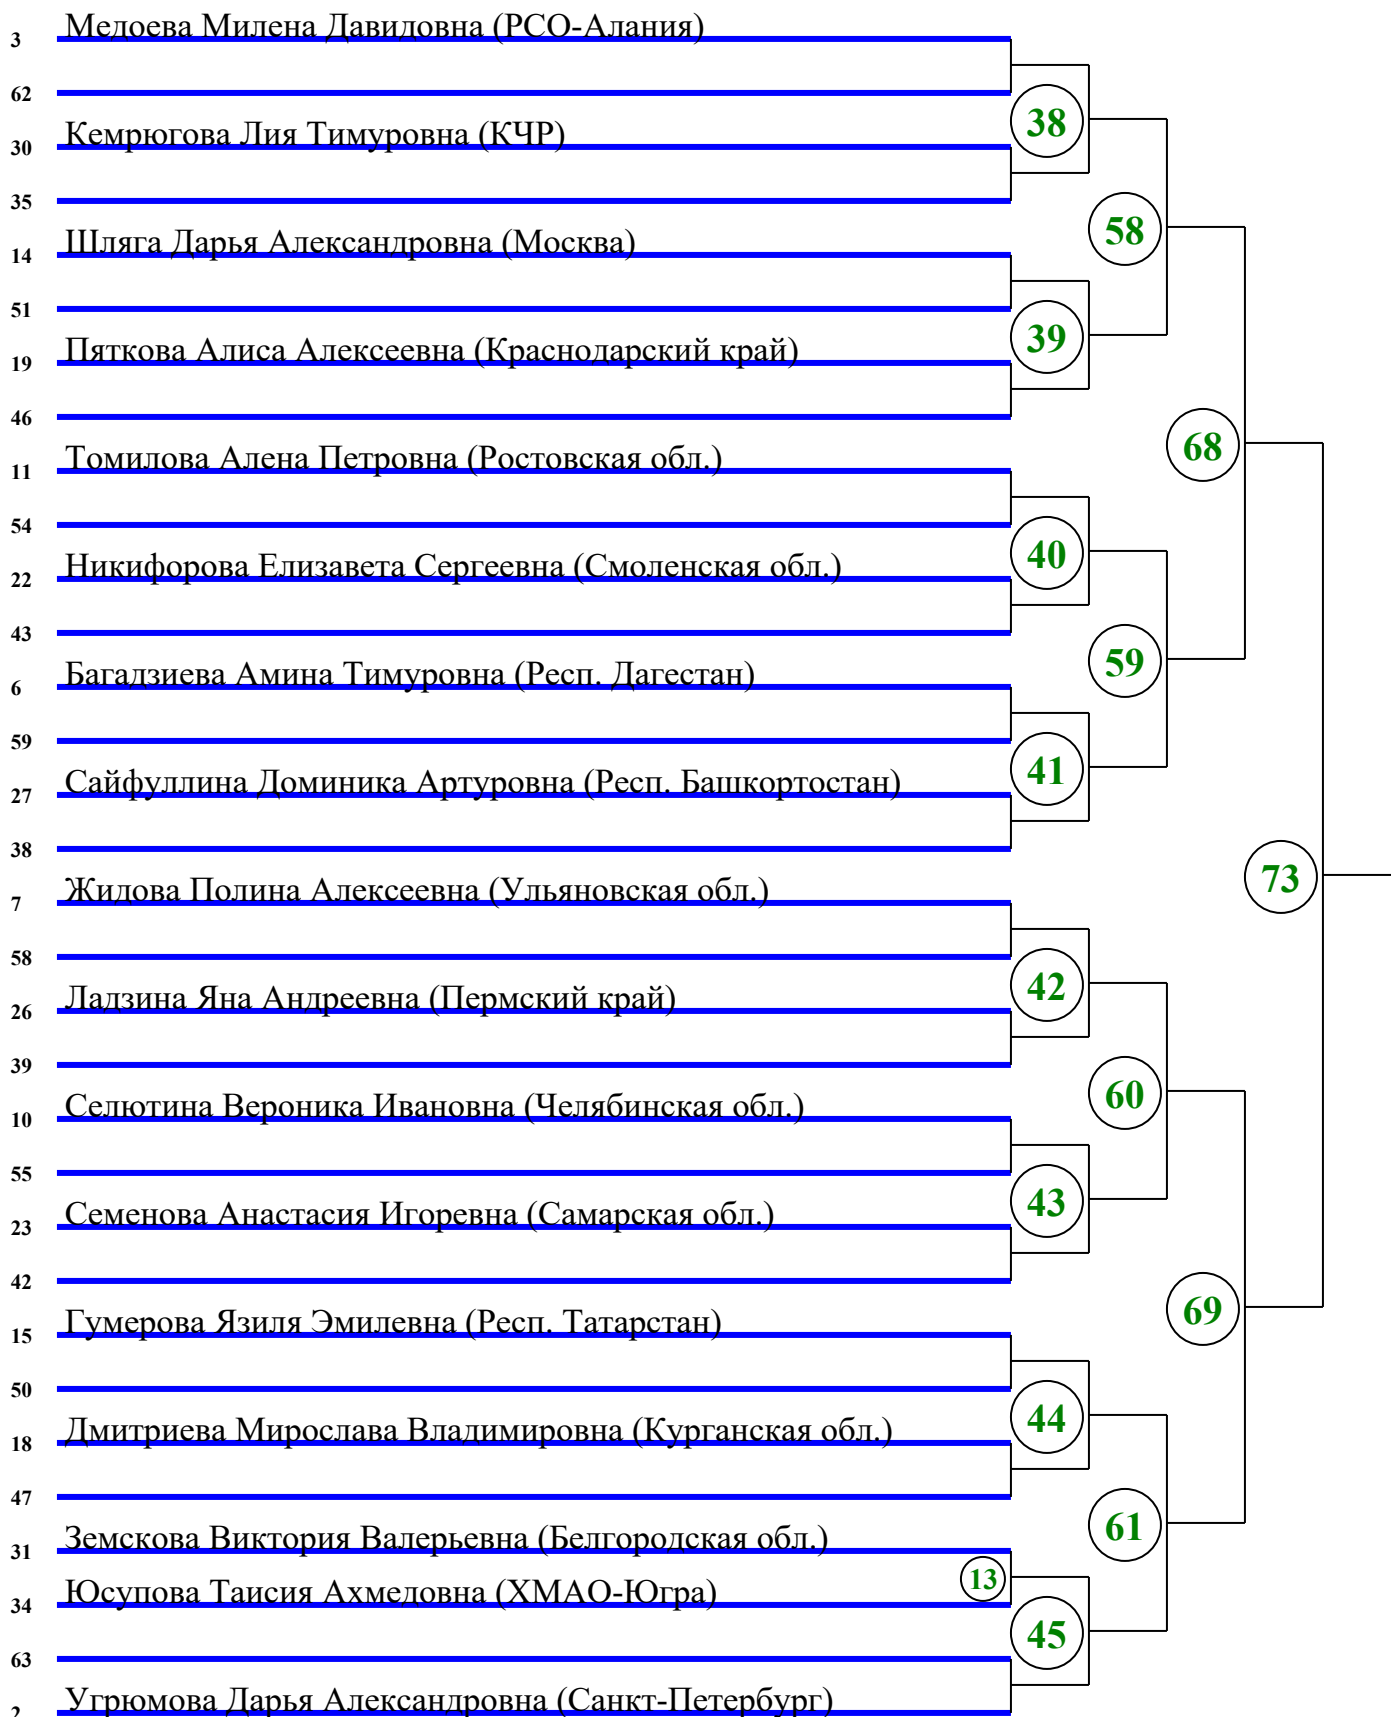 3 Медоева Милена Давидовна (РСО-Алания)
62
38
30 Кемрюгова Лия Тимуровна (КЧР)
35
58
14 Шляга Дарья Александровна (Москва)
51
39
19 Пяткова Алиса Алексеевна (Краснодарский край)
46
68
11 Томилова Алена Петровна (Ростовская обл.)
54
40
22 Никифорова Елизавета Сергеевна (Смоленская обл.)
43
59
6 Багадзиева Амина Тимуровна (Респ. Дагестан)
59
41
27 Сайфуллина Доминика Артуровна (Респ. Башкортостан)
38
73
7 Жидова Полина Алексеевна (Ульяновская обл.)
58
42
26 Ладзина Яна Андреевна (Пермский край)
39
60
10 Селютина Вероника Ивановна (Челябинская обл.)
55
43
23 Семенова Анастасия Игоревна (Самарская обл.)
42
69
15 Гумерова Язиля Эмилевна (Респ. Татарстан)
50
44
18 Дмитриева Мирослава Владимировна (Курганская обл.)
47
61
31 Земскова Виктория Валерьевна (Белгородская обл.)
13
34 Юсупова Таисия Ахмедовна (ХМАО-Югра)
45
63
2 Угрюмова Дарья Александровна (Санкт-Петербург)